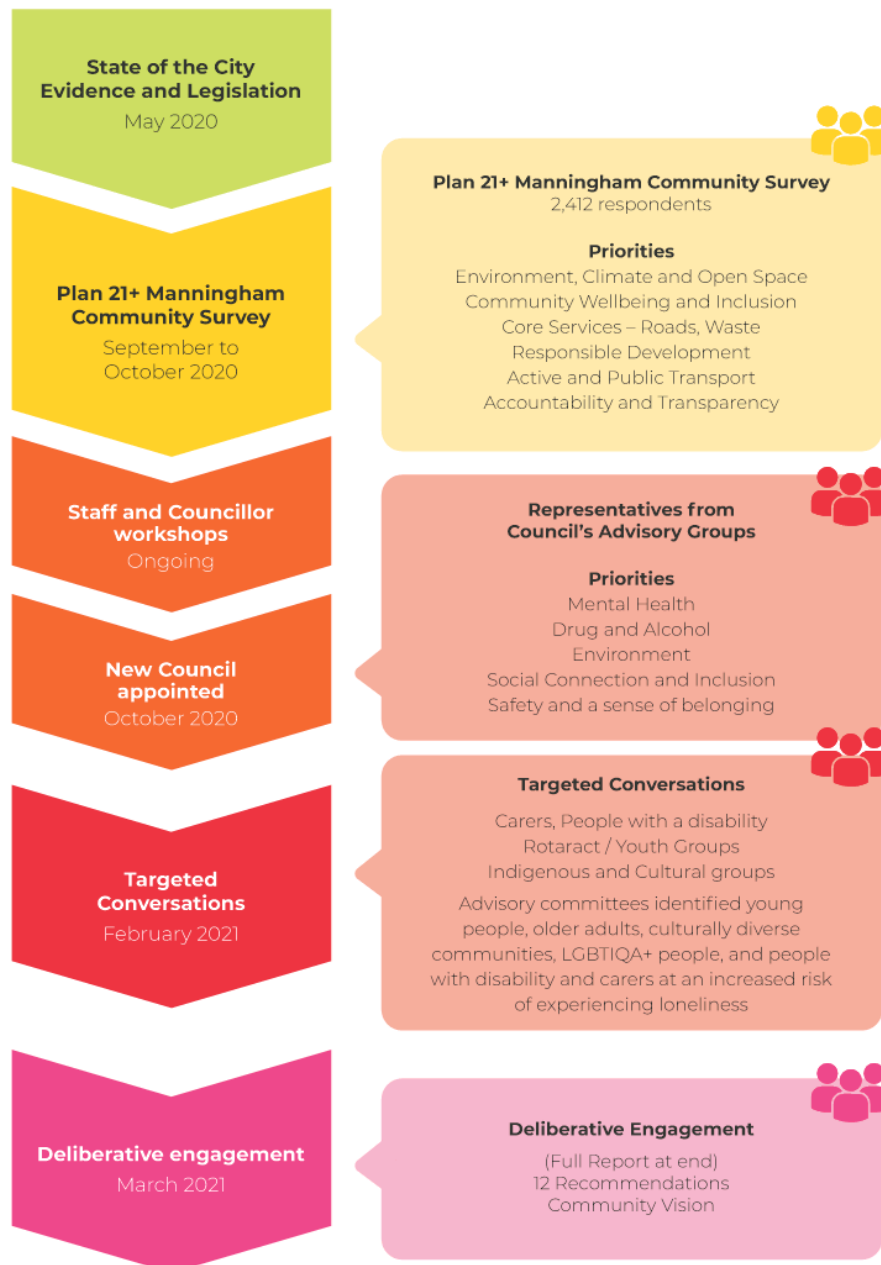 State of the City
Evidence and Legislation
May 2020
Plan 21+ Manningham
Community Survey
September to
October 2020
Plan 21+ Manningham Community Survey
2,412 respondents
Priorities
Environment, Climate and Open Space
Community Wellbeing and Inclusion
Core Services – Roads, Waste
Responsible Development
Active and Public Transport
Accountability and Transparency
Staff and Councillor
workshops
Ongoing
New Council
appointed
October 2020
Representatives from
Council's Advisory Groups
Priorities
Mental Health
Drug and Alcohol
Environment
Social Connection and Inclusion
Safety and a sense of belonging
Targeted
Conversations
February 2021
Targeted Conversations
Carers, People with a disability
Rotaract / Youth Groups
Indigenous and Cultural groups
Advisory committees identified young
people, older adults, culturally diverse
communities, LGBTIQA+ people, and people
with disability and carers at an increased risk
of experiencing loneliness
Deliberative engagement
March 2021
Deliberative Engagement
(Full Report at end)
12 Recommendations
Community Vision